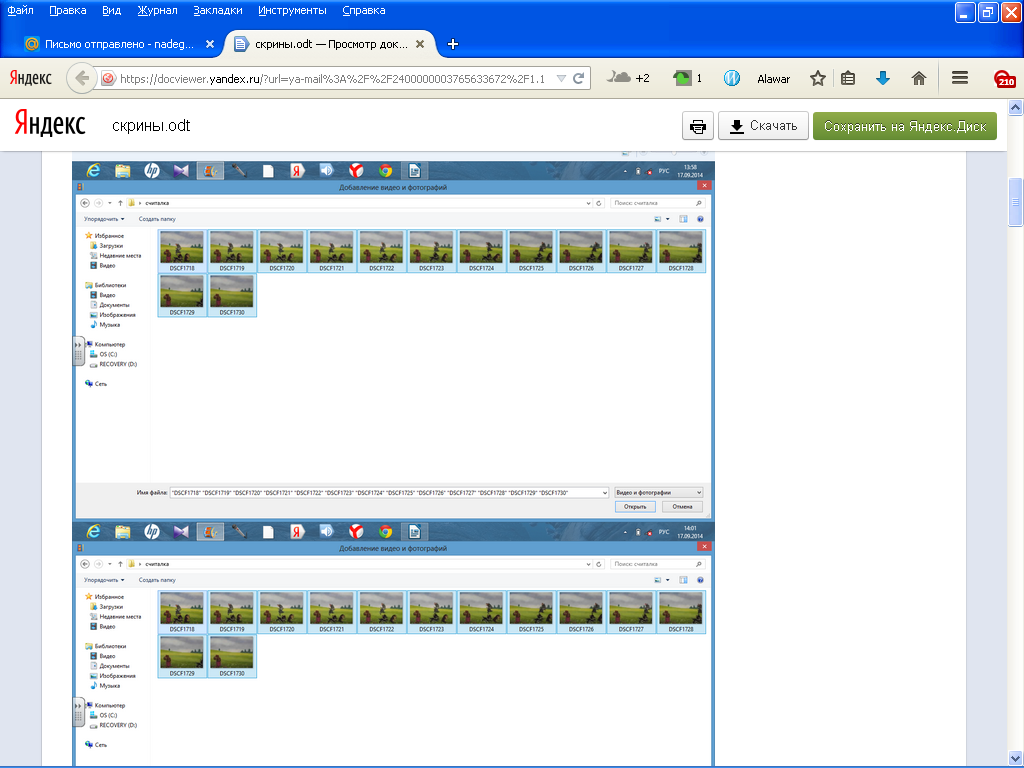 Файл Правка Вид Журнал Закладки Инструменты Справка
Письмо отправлено - nadeg... скрины.odt — Просмотр док...
Яндекс https://docviewer.yandex.ru/?url=ya-mail%3A%2F%2F2400000003765633672%2F1.1 +2 1 Alawar 210
Яндекс скрины.odt Скачать Сохранить на Яндекс.Диск
РУС 13:58
17.09.2014
Добавление видео и фотографий
считалка Поиск: считалка
Упорядочить Создать папку
Избранное
Загрузки
Недавние места
Видео
Библиотеки
Видео
Документы
Изображения
Музыка
Компьютер
OS (C:)
RECOVERY (D:)
Сеть
DSCF1718 DSCF1719 DSCF1720 DSCF1721 DSCF1722 DSCF1723 DSCF1724 DSCF1725 DSCF1726 DSCF1727 DSCF1728
DSCF1729 DSCF1730
Имя файла: "DSCF1718" "DSCF1719" "DSCF1720" "DSCF1721" "DSCF1722" "DSCF1723" "DSCF1724" "DSCF1725" "DSCF1726" "DSCF1727" "DSCF1728" "DSCF1729" "DSCF1730" Видео и фотографии
Открыть Отмена
РУС 14:01
17.09.2014
Добавление видео и фотографий
считалка Поиск: считалка
Упорядочить Создать папку
Избранное
Загрузки
Недавние места
Видео
Библиотеки
Видео
Документы
Изображения
Музыка
Компьютер
OS (C:)
RECOVERY (D:)
Сеть
DSCF1718 DSCF1719 DSCF1720 DSCF1721 DSCF1722 DSCF1723 DSCF1724 DSCF1725 DSCF1726 DSCF1727 DSCF1728
DSCF1729 DSCF1730